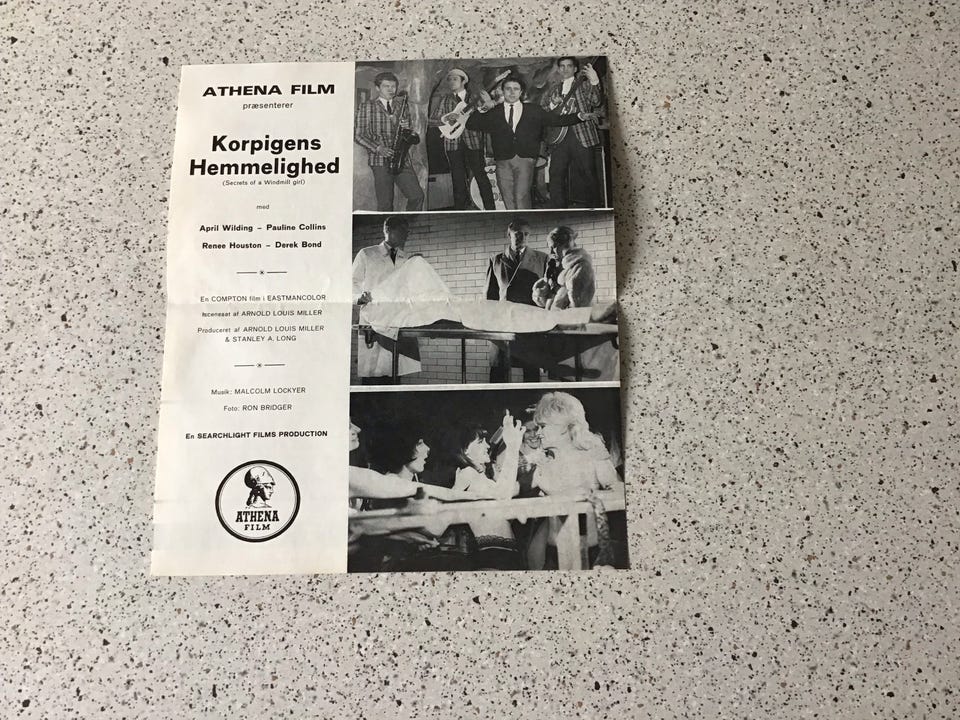 ATHENA FILM
præsenterer
Korpigens
Hemmelighed
(Secrets of a Windmill girl)
med
April Wilding – Pauline Collins
Renee Houston – Derek Bond
En COMPTON film i EASTMANCOLOR
Iscenesat af ARNOLD LOUIS MILLER
Produceret af ARNOLD LOUIS MILLER
& STANLEY A. LONG
Musik: MALCOLM LOCKYER
Foto: RON BRIDGER
En SEARCHLIGHT FILMS PRODUCTION
ATHENA
FILM